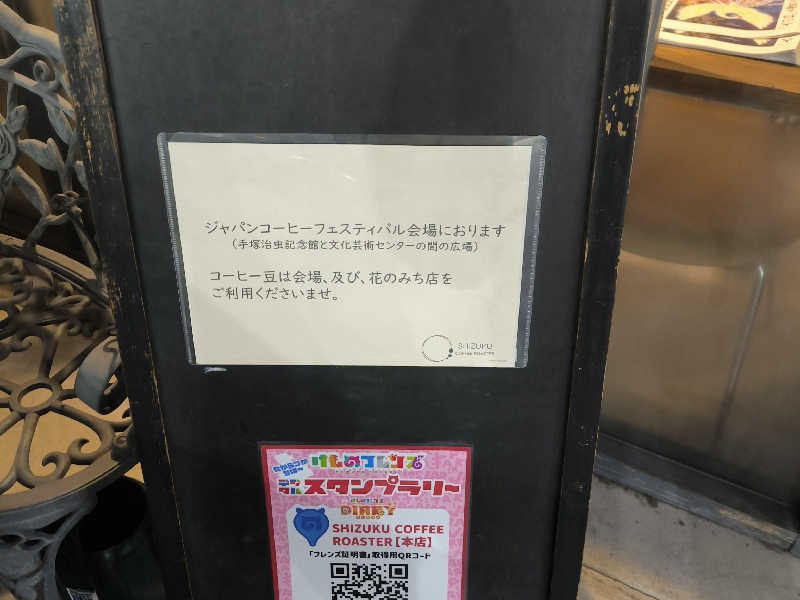 ジャパンコーヒーフェスティバル会場におります
(手塚治虫記念館と文化芸術センターの間の広場)
コーヒー豆は会場、及び、花のみち店を
ご利用くださいませ。
SHIZUKU
COFFEE ROASTER
けものフレンズ
スタンプラリー
DIARY
SHIZUKU COFFEE
ROASTER【本店】
「フレンズ証明書」取得用QRコード